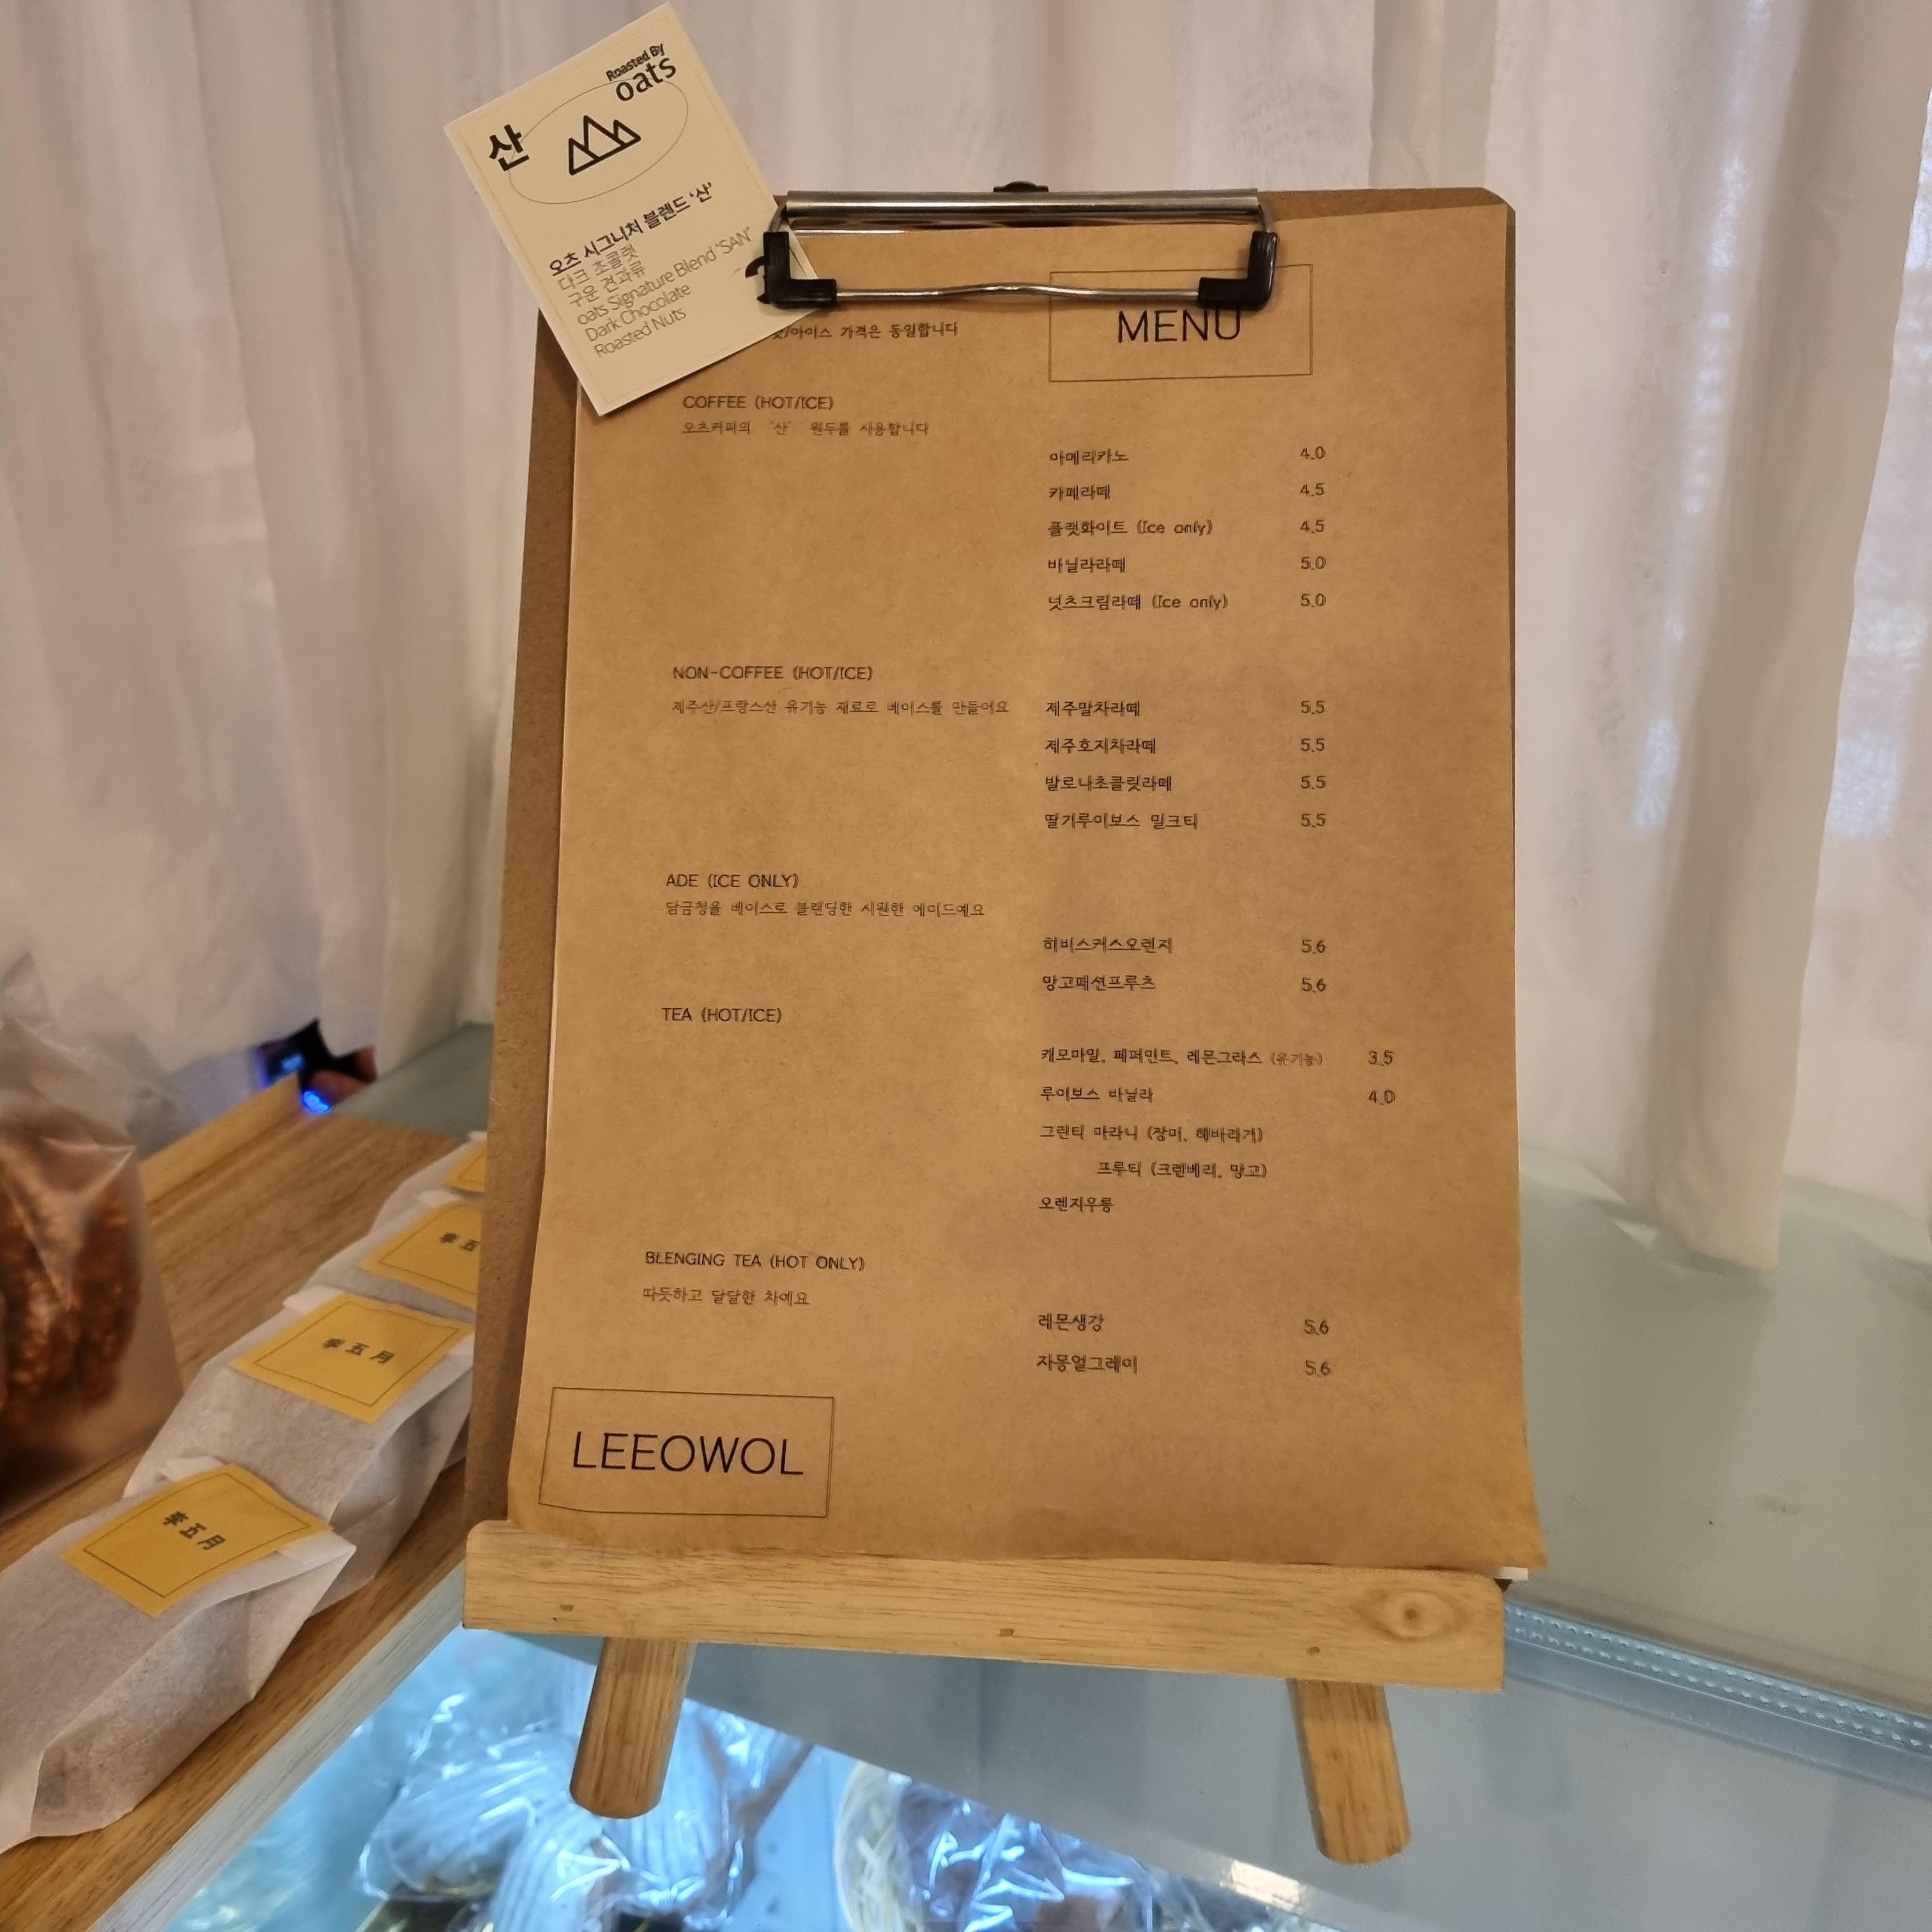 Roasted By
oats
산
오츠 시그니처 블렌드 ‘산’
다크 초콜릿
구운 견과류
oats Signature Blend ‘SAN’
Dark Chocolate
Roasted Nuts
MENU
/아이스 가격은 동일합니다
COFFEE (HOT/ICE)
오츠커피의 ‘산’ 원두를 사용합니다
아메리카노 4.0
카페라떼 4.5
플랫화이트 (Ice only) 4.5
바닐라라떼 5.0
넛츠크림라떼 (Ice only) 5.0
NON-COFFEE (HOT/ICE)
제주산/프랑스산 유기농 재료로 베이스를 만들어요
제주말차라떼 5.5
제주호지차라떼 5.5
발로나초콜릿라떼 5.5
딸기루이보스 밀크티 5.5
ADE (ICE ONLY)
담금청을 베이스로 블랜딩한 시원한 에이드예요
히비스커스오렌지 5.6
망고패션프루츠 5.6
TEA (HOT/ICE)
캐모마일, 페퍼민트, 레몬그라스 (유기농) 3.5
루이보스 바닐라 4.0
그린티 마라니 (장미, 해바라기)
프루티 (크렌베리, 망고)
오렌지우롱
BLENGING TEA (HOT ONLY)
따듯하고 달달한 차예요
레몬생강 5.6
자몽얼그레이 5.6
LEEOWOL
李五
李五月
李五月